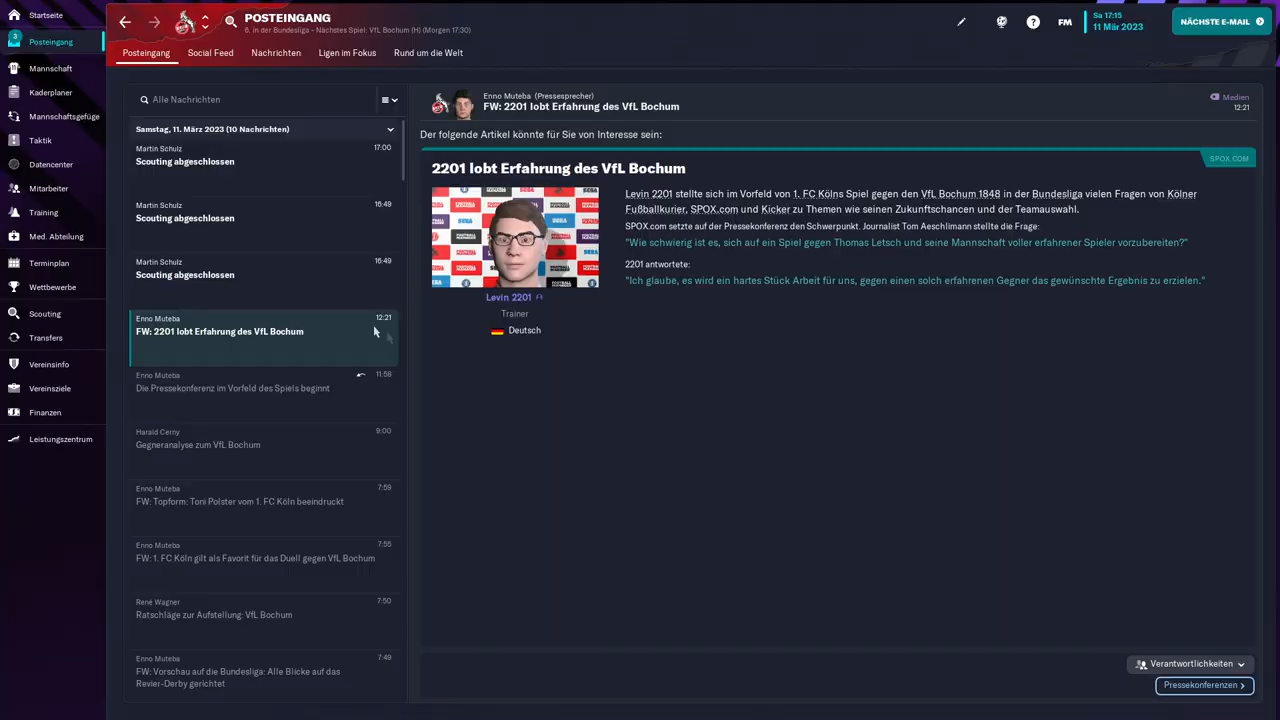 Startseite
3
Posteingang
Mannschaft
Kaderplaner
Mannschaftsgefüge
Taktik
Datencenter
Mitarbeiter
Training
Med. Abteilung
Terminplan
Wettbewerbe
Scouting
Transfers
Vereinsinfo
Vereinsziele
Finanzen
Leistungszentrum
POSTEINGANG
6. in der Bundesliga - Nächstes Spiel: VfL Bochum (H) (Morgen 17:30)
FM
Sa 17:15
11 Mär 2023
NÄCHSTE E-MAIL
Posteingang Social Feed Nachrichten Ligen im Fokus Rund um die Welt
Alle Nachrichten
Samstag, 11. März 2023 (10 Nachrichten)
Martin Schulz 17:00
Scouting abgeschlossen
Martin Schulz 16:49
Scouting abgeschlossen
Martin Schulz 16:49
Scouting abgeschlossen
Enno Muteba 12:21
FW: 2201 lobt Erfahrung des VfL Bochum
Enno Muteba 11:58
Die Pressekonferenz im Vorfeld des Spiels beginnt
Harald Cerny 9:00
Gegneranalyse zum VfL Bochum
Enno Muteba 7:59
FW: Topform: Toni Polster vom 1. FC Köln beeindruckt
Enno Muteba 7:55
FW: 1. FC Köln gilt als Favorit für das Duell gegen VfL Bochum
René Wagner 7:50
Ratschläge zur Aufstellung: VfL Bochum
Enno Muteba 7:49
FW: Vorschau auf die Bundesliga: Alle Blicke auf das
Revier-Derby gerichtet
Enno Muteba (Pressesprecher)
FW: 2201 lobt Erfahrung des VfL Bochum
Medien
12:21
Der folgende Artikel könnte für Sie von Interesse sein:
SPOX.COM
2201 lobt Erfahrung des VfL Bochum
Levin 2201 stellte sich im Vorfeld von 1. FC Kölns Spiel gegen den VfL Bochum 1848 in der Bundesliga vielen Fragen von Kölner
Fußballkurier, SPOX.com und Kicker zu Themen wie seinen Zukunftschancen und der Teamauswahl.
SPOX.com setzte auf der Pressekonferenz den Schwerpunkt. Journalist Tom Aeschlimann stellte die Frage:
"Wie schwierig ist es, sich auf ein Spiel gegen Thomas Letsch und seine Mannschaft voller erfahrener Spieler vorzubereiten?"
2201 antwortete:
"Ich glaube, es wird ein hartes Stück Arbeit für uns, gegen einen solch erfahrenen Gegner das gewünschte Ergebnis zu erzielen."
Levin 2201
Trainer
Deutsch
Verantwortlichkeiten
Pressekonferenzen